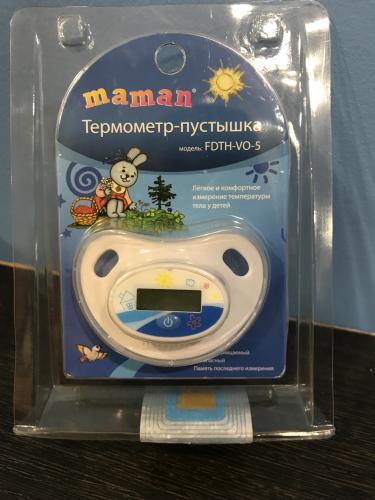 maman®
Термометр-пустышка
модель: FDTH-VO-5
Лёгкое и комфортное
измерение температуры
тела у детей
Память последнего измерения